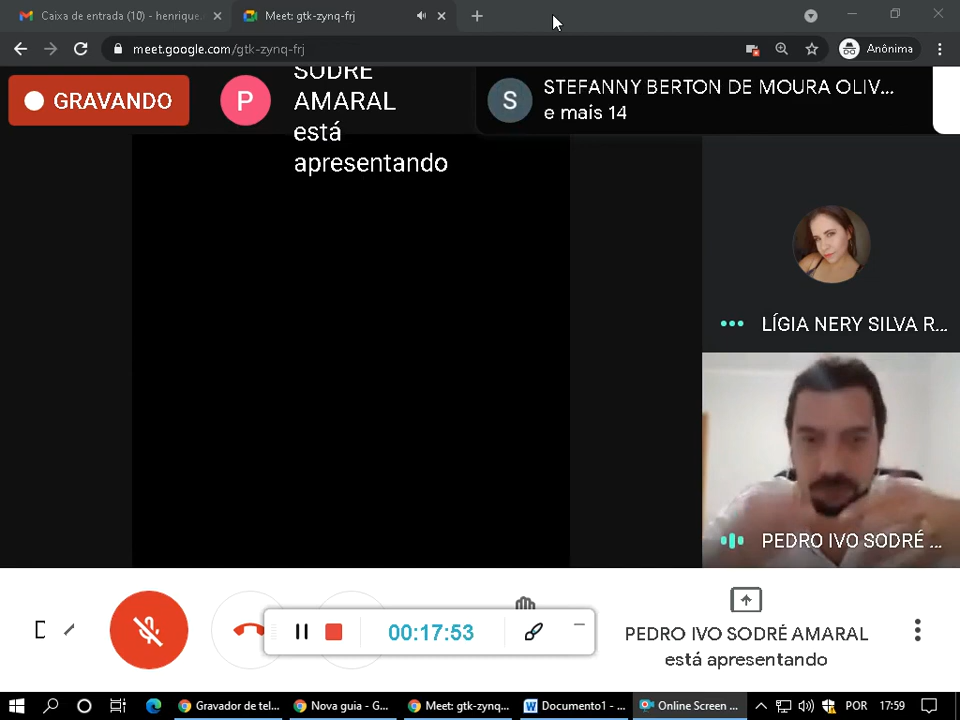 Caixa de entrada (10) - henrique.
Meet: gtk-zynq-frj
meet.google.com/gtk-zynq-frj
Anônima
GRAVANDO
P
SODRÉ
AMARAL
está
apresentando
S
STEFANNY BERTON DE MOURA OLIV...
e mais 14
LÍGIA NERY SILVA R...
PEDRO IVO SODRÉ ...
00:17:53
PEDRO IVO SODRÉ AMARAL
está apresentando
Gravador de tel...
Nova guia - G...
Meet: gtk-zynq...
Documento1 - ...
Online Screen ...
POR
17:59